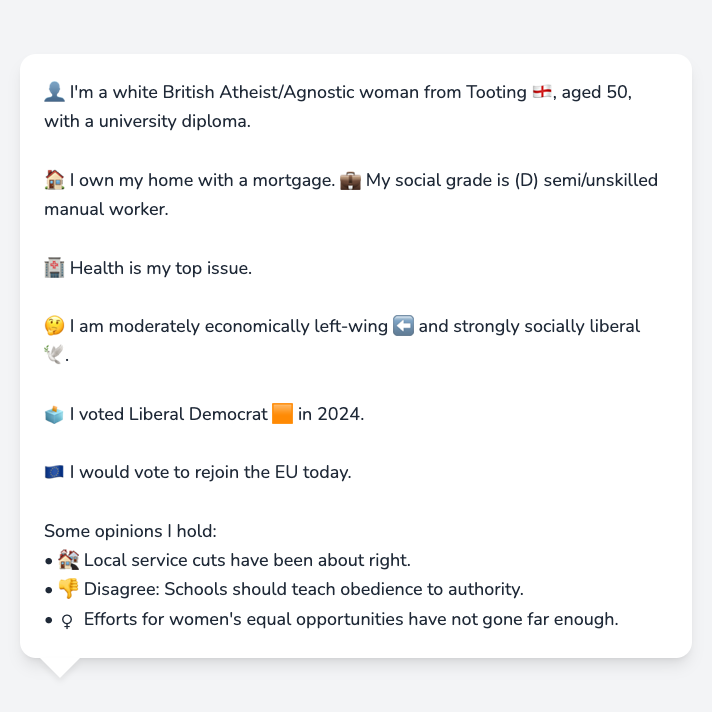 👤 I'm a white British Atheist/Agnostic woman from Tooting 🏴󠁧󠁢󠁥󠁮󠁧󠁿, aged 50,
with a university diploma.
🏠 I own my home with a mortgage. 💼 My social grade is (D) semi/unskilled
manual worker.
🏥 Health is my top issue.
🤔 I am moderately economically left-wing ⬅️ and strongly socially liberal
🕊️.
🗳️ I voted Liberal Democrat 🟧 in 2024.
🇪🇺 I would vote to rejoin the EU today.
Some opinions I hold:
• 🏘️ Local service cuts have been about right.
• 👎 Disagree: Schools should teach obedience to authority.
• ♀ Efforts for women's equal opportunities have not gone far enough.